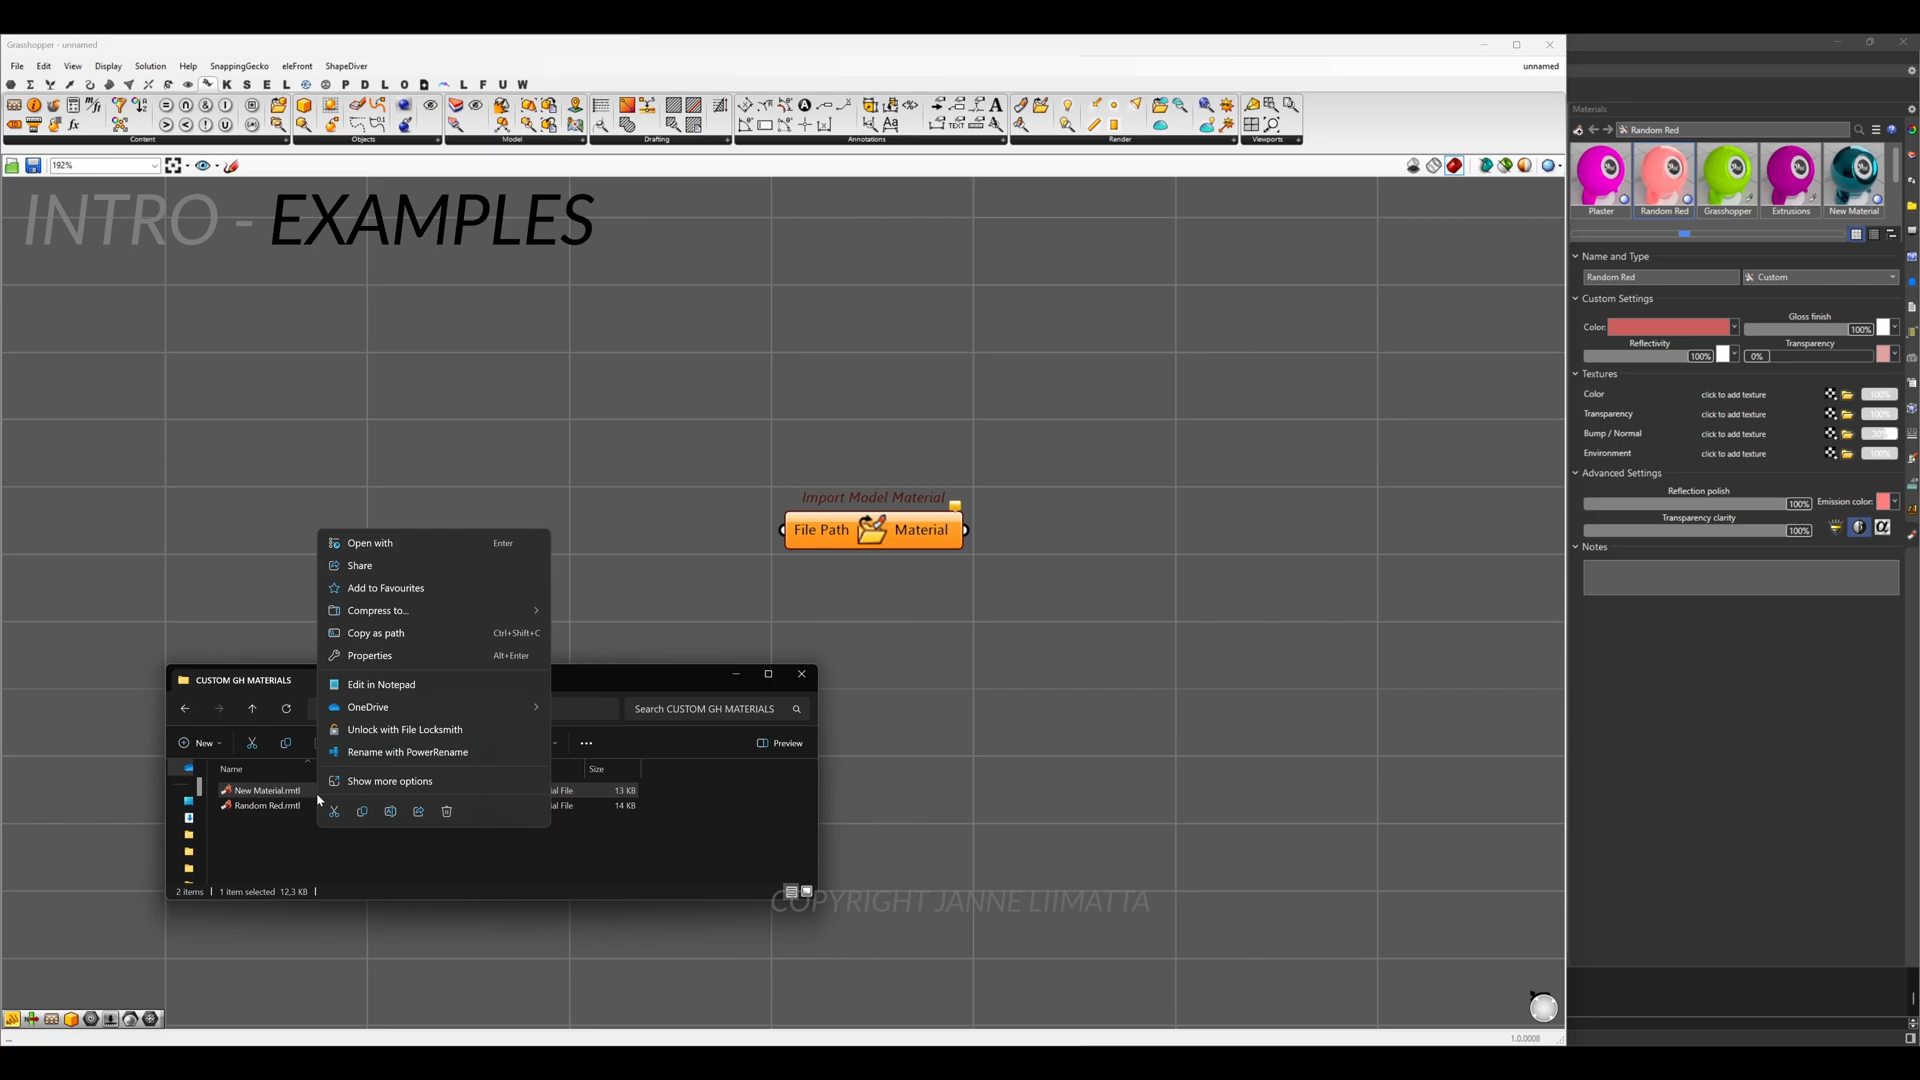 Grasshopper - unnamed
File Edit View Display Solution Help SnappingGecko eleFront ShapeDiver
unnamed
K S E L P D L O L F U W
Content Objects Model Drafting Annotations Render Viewports
192%
INTRO - EXAMPLES
Import Model Material
File Path Material
Open with Enter
Share
Add to Favourites
Compress to...
Copy as path Ctrl+Shift+C
Properties Alt+Enter
Edit in Notepad
OneDrive
Unlock with File Locksmith
Rename with PowerRename
Show more options
CUSTOM GH MATERIALS
Search CUSTOM GH MATERIALS
New Preview
Name Size
New Material.rmtl ial File 13 KB
Random Red.rmtl ial File 14 KB
2 items 1 item selected 12,3 KB
COPYRIGHT JANNE LIIMATTA
1.0.0008
Materials
Random Red
Plaster Random Red Grasshopper Extrusions New Material
Name and Type
Random Red Custom
Custom Settings
Color: Gloss finish 100%
Reflectivity 100% Transparency 0%
Textures
Color click to add texture 100%
Transparency click to add texture 100%
Bump / Normal click to add texture
Environment click to add texture 100%
Advanced Settings
Reflection polish 100% Emission color:
Transparency clarity 100%
Notes